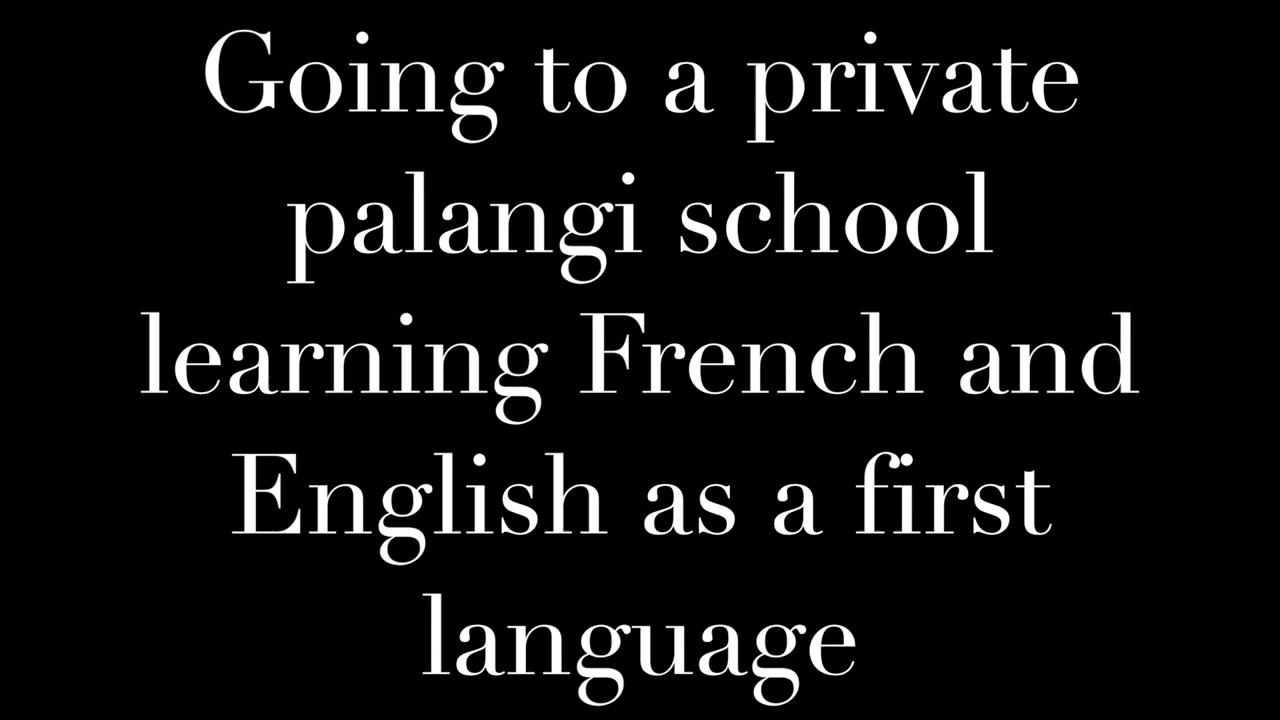 Going to a private
palangi school
learning French and
English as a first
language